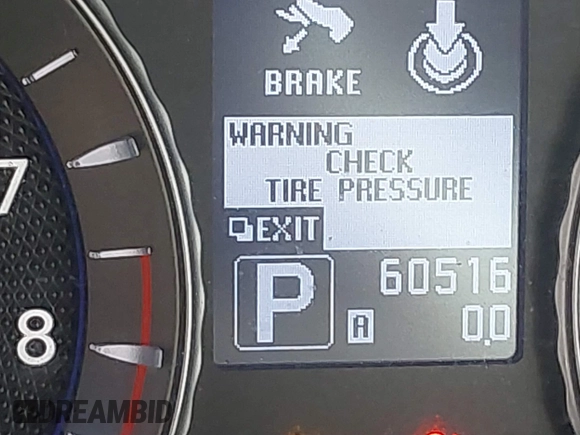 BRAKE
WARNING
CHECK
TIRE PRESSURE
EXIT
P
60516
A
0.0
7
8
DREAMBID